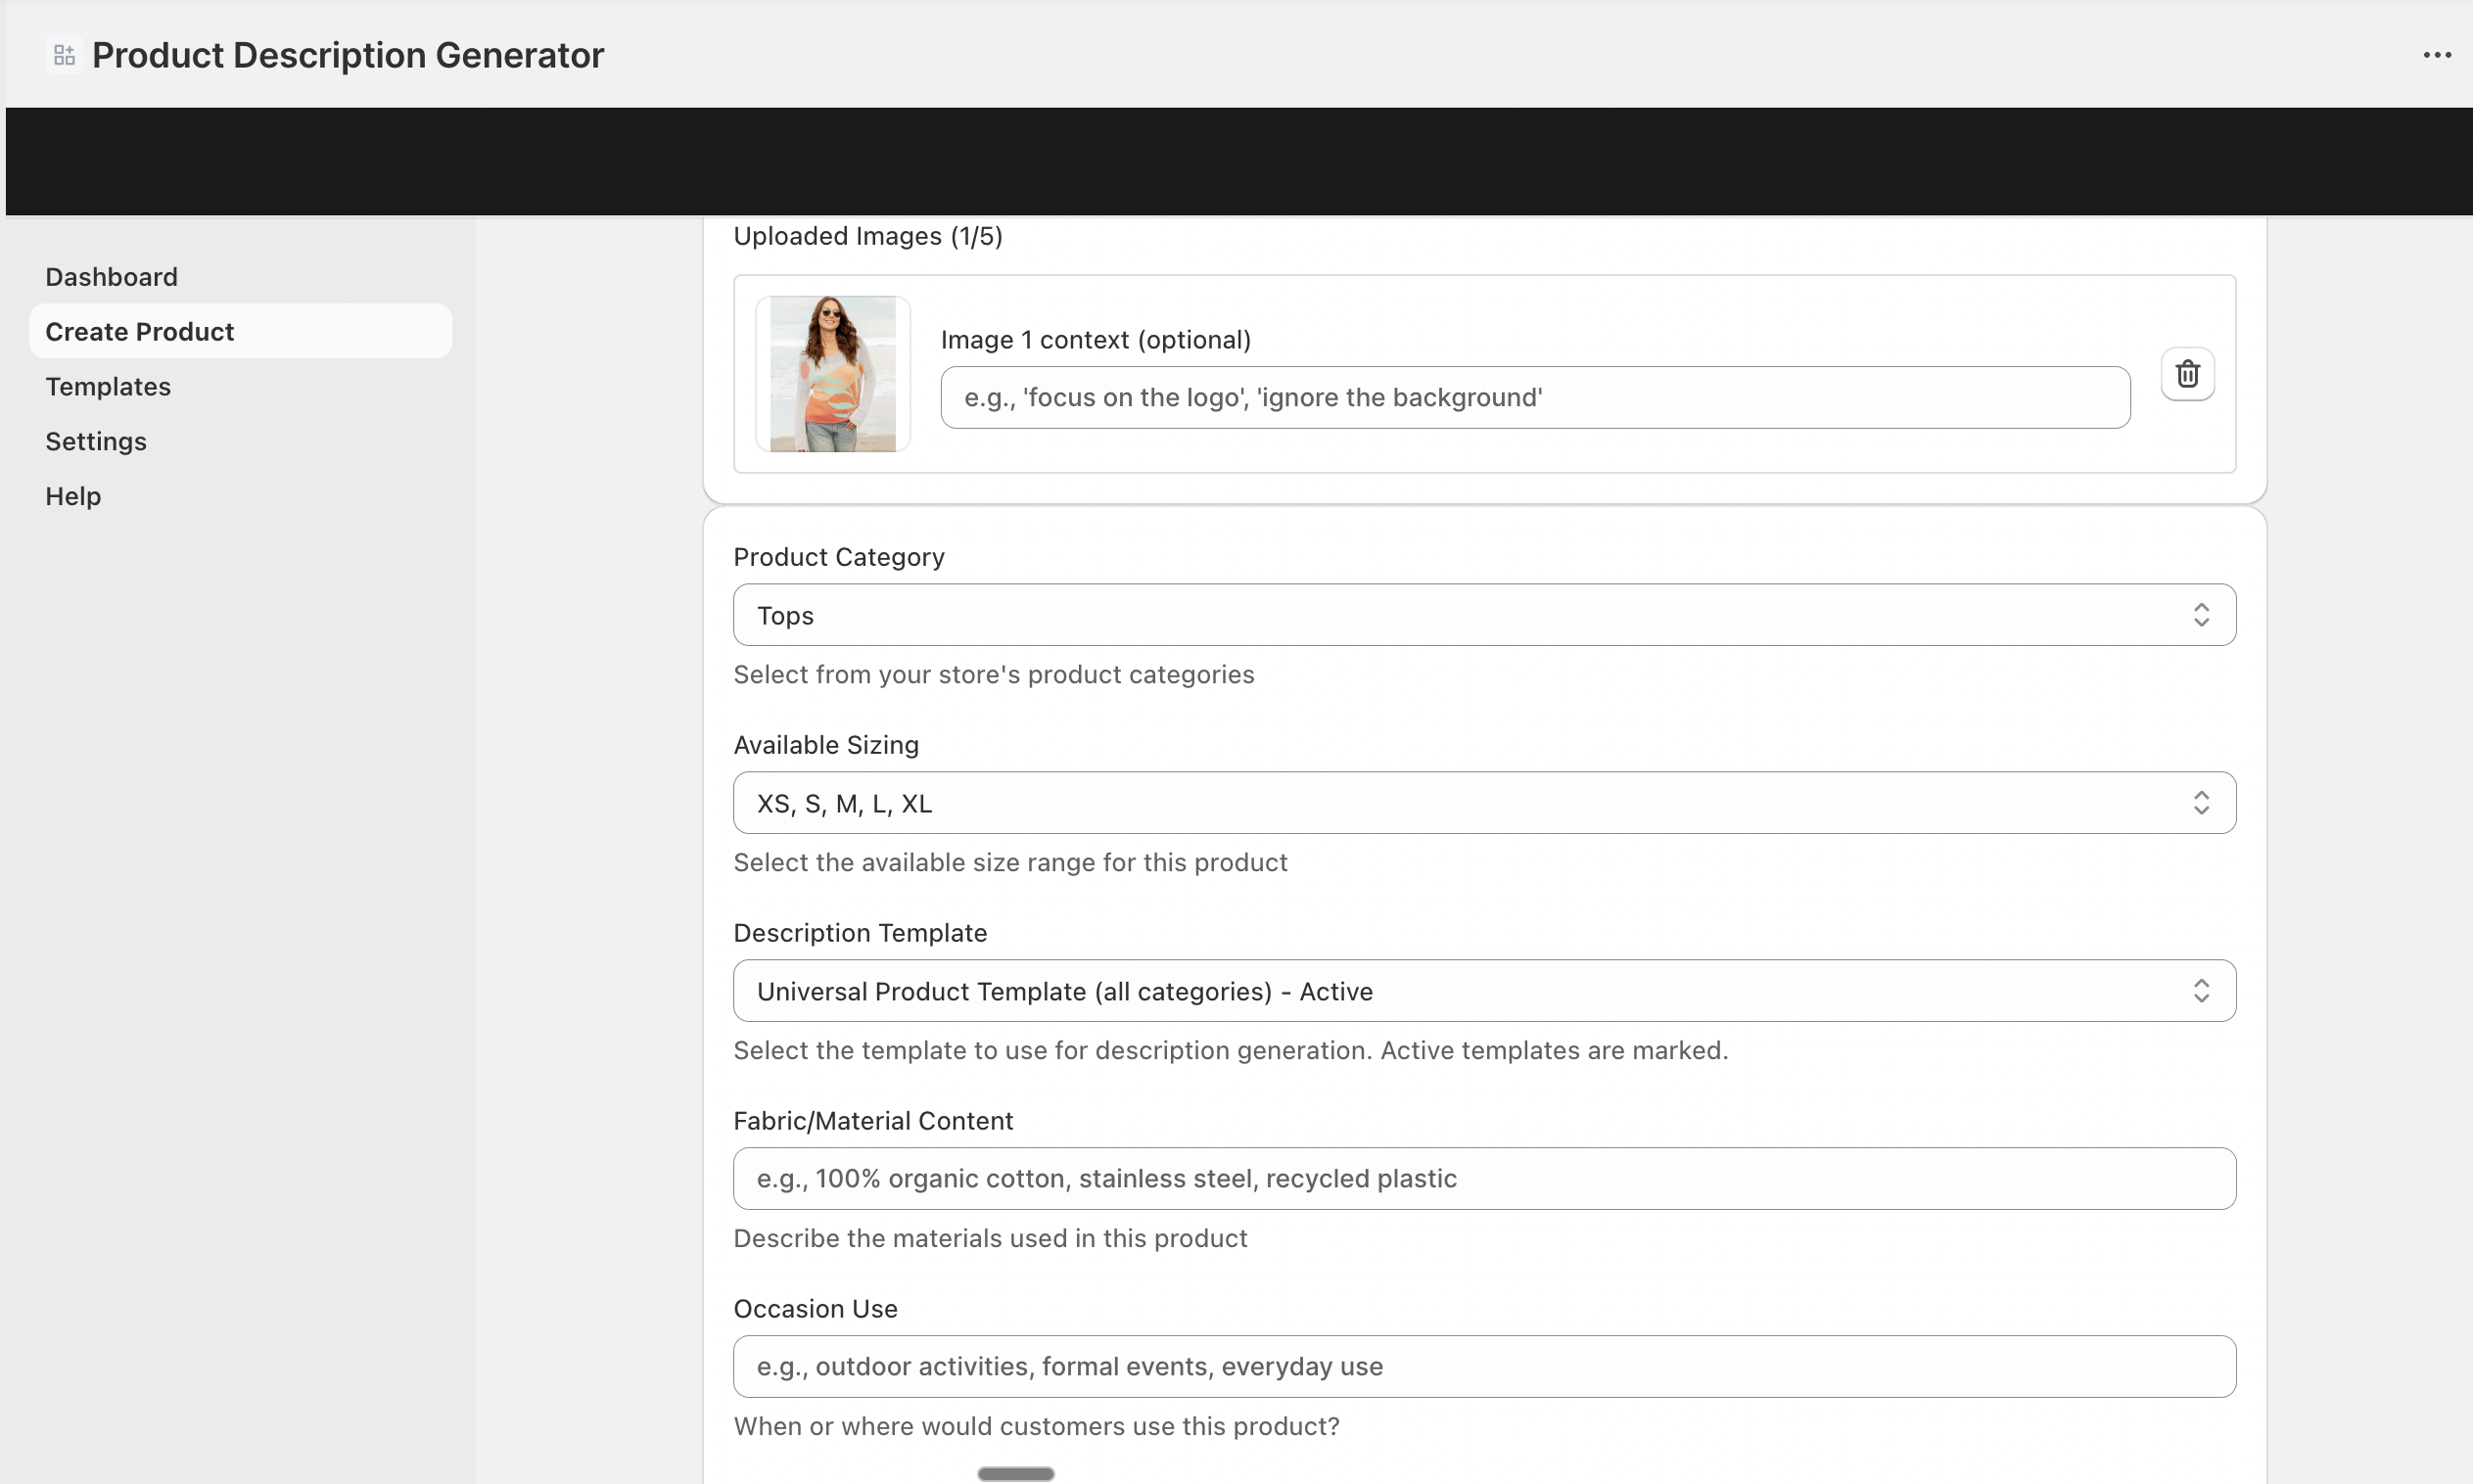 Product Description Generator
Dashboard
Create Product
Templates
Settings
Help
Uploaded Images (1/5)
Image 1 context (optional)
e.g., 'focus on the logo', 'ignore the background'
Product Category
Tops
Select from your store's product categories
Available Sizing
XS, S, M, L, XL
Select the available size range for this product
Description Template
Universal Product Template (all categories) - Active
Select the template to use for description generation. Active templates are marked.
Fabric/Material Content
e.g., 100% organic cotton, stainless steel, recycled plastic
Describe the materials used in this product
Occasion Use
e.g., outdoor activities, formal events, everyday use
When or where would customers use this product?